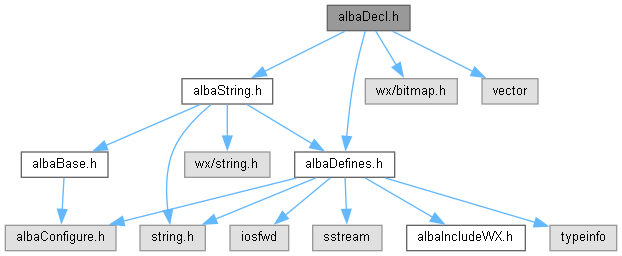 albaDecl.h
albaString.h
wx/bitmap.h
vector
albaBase.h
wx/string.h
albaDefines.h
albaConfigure.h
string.h
iosfwd
sstream
albaIncludeWX.h
typeinfo